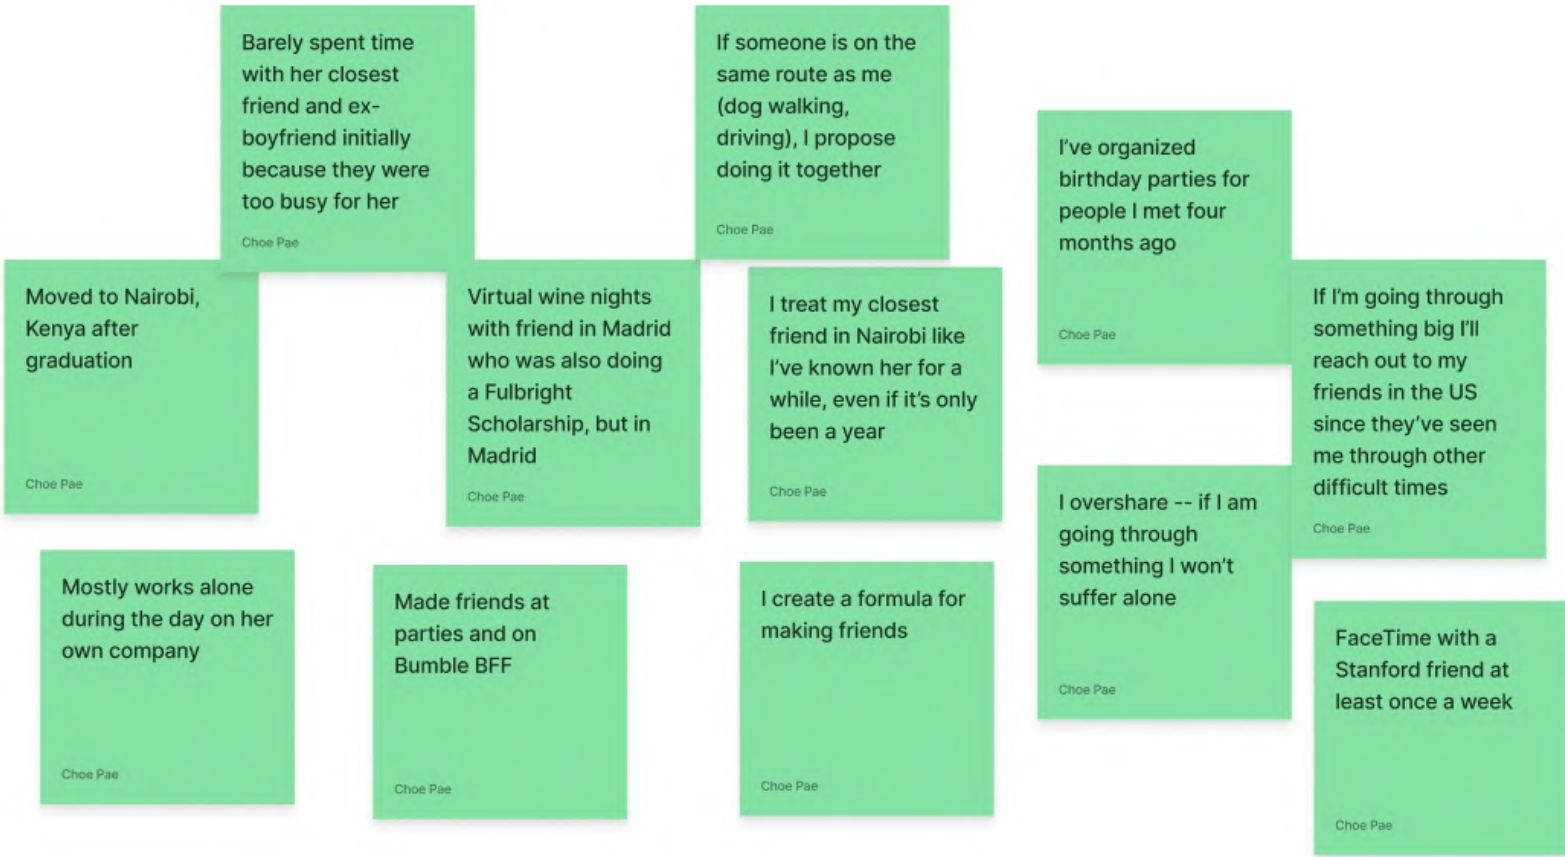 Barely spent time
with her closest
friend and ex-
boyfriend initially
because they were
too busy for her
Choe Pae
If someone is on the
same route as me
(dog walking,
driving), I propose
doing it together
Choe Pae
I've organized
birthday parties for
people I met four
months ago
Choe Pae
Moved to Nairobi,
Kenya after
graduation
Choe Pae
Virtual wine nights
with friend in Madrid
who was also doing
a Fulbright
Scholarship, but in
Madrid
Choe Pae
I treat my closest
friend in Nairobi like
I've known her for a
while, even if it's only
been a year
Choe Pae
If I'm going through
something big I'll
reach out to my
friends in the US
since they've seen
me through other
difficult times
Choe Pae
I overshare -- if I am
going through
something I won't
suffer alone
Choe Pae
Mostly works alone
during the day on her
own company
Choe Pae
Made friends at
parties and on
Bumble BFF
Choe Pae
I create a formula for
making friends
Choe Pae
FaceTime with a
Stanford friend at
least once a week
Choe Pae